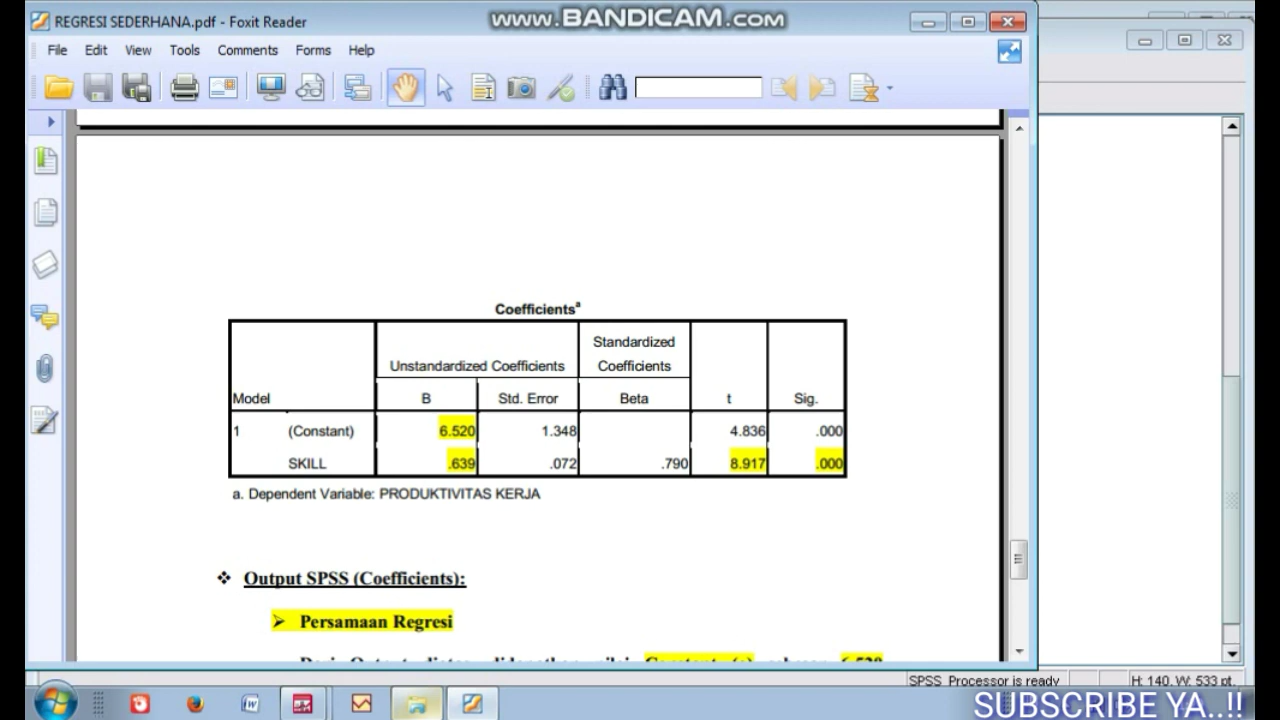 REGRESI SEDERHANA.pdf - Foxit Reader
www.BANDICAM.com
File Edit View Tools Comments Forms Help
Coefficientsa
Unstandardized Coefficients
Standardized
Coefficients
Model B Std. Error Beta t Sig.
1 (Constant) 6.520 1.348 4.836 .000
SKILL .639 .072 .790 8.917 .000
a. Dependent Variable: PRODUKTIVITAS KERJA
❖ Output SPSS (Coefficients):
➢ Persamaan Regresi
SPSS Processor is ready H: 140, W: 533 pt.
SUBSCRIBE YA..!!